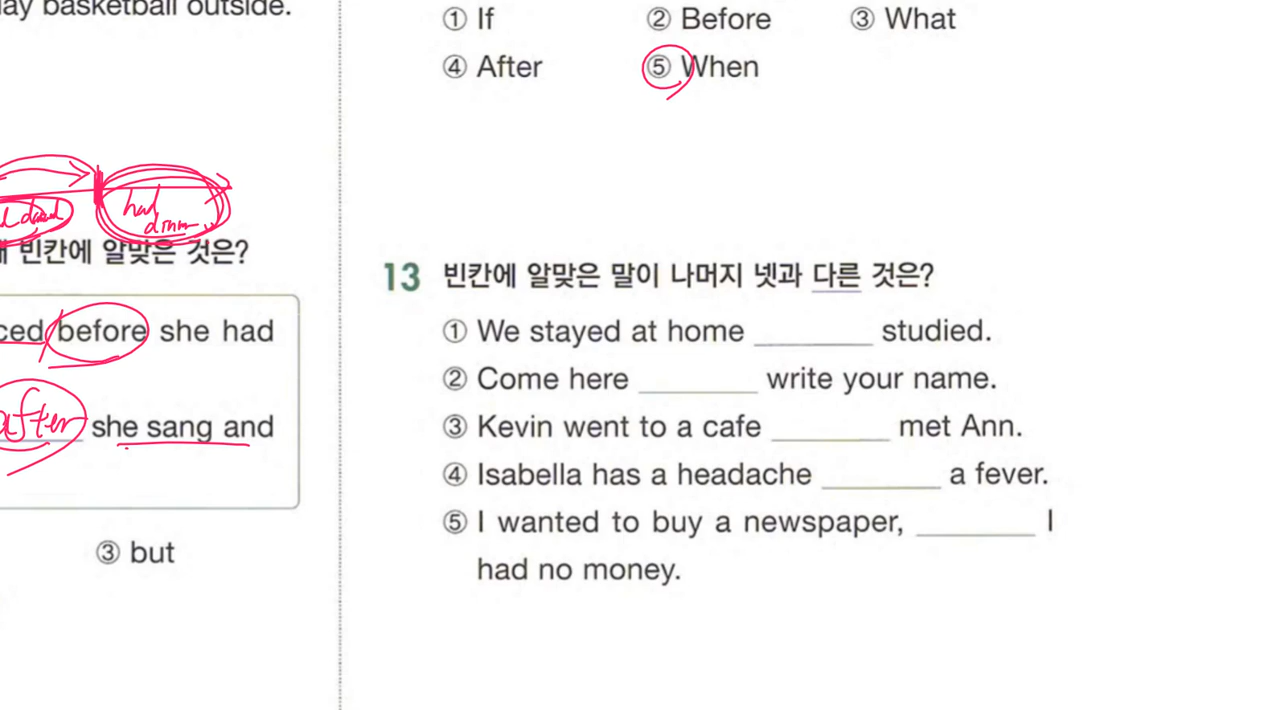 lay basketball outside.
had
빈칸에 알맞은 것은?
ced before she had
after she sang and
③ but
① If ② Before ③ What
④ After ⑤ When
13 빈칸에 알맞은 말이 나머지 넷과 다른 것은?
① We stayed at home ________ studied.
② Come here ________ write your name.
③ Kevin went to a cafe ________ met Ann.
④ Isabella has a headache ________ a fever.
⑤ I wanted to buy a newspaper, ________ I
had no money.